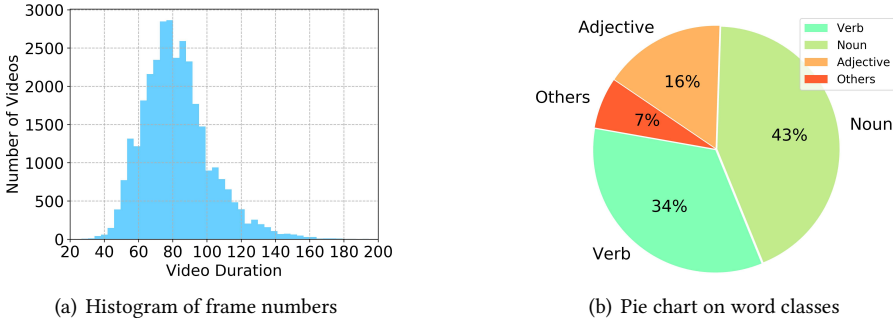 3000
2500
2000
1500
1000
500
0
Number of Videos
20 40 60 80 100 120 140 160 180 200
Video Duration
(a) Histogram of frame numbers
Adjective
Others
Verb
Noun
16%
7%
43%
34%
Verb
Noun
Adjective
Others
(b) Pie chart on word classes